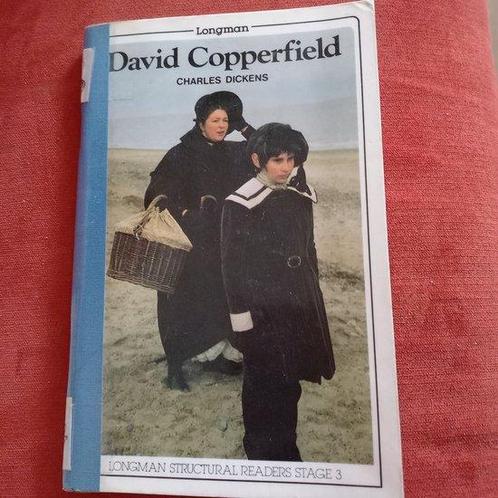 Longman
David Copperfield
CHARLES DICKENS
LONGMAN STRUCTURAL READERS STAGE 3